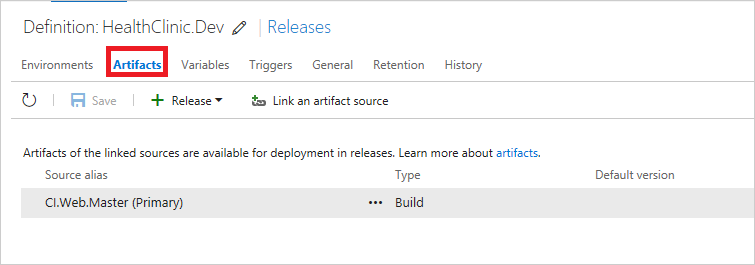 Definition: HealthClinic.Dev | Releases
Environments Artifacts Variables Triggers General Retention History
Save + Release Link an artifact source
Artifacts of the linked sources are available for deployment in releases. Learn more about artifacts.
Source alias Type Default version
CI.Web.Master (Primary) ••• Build